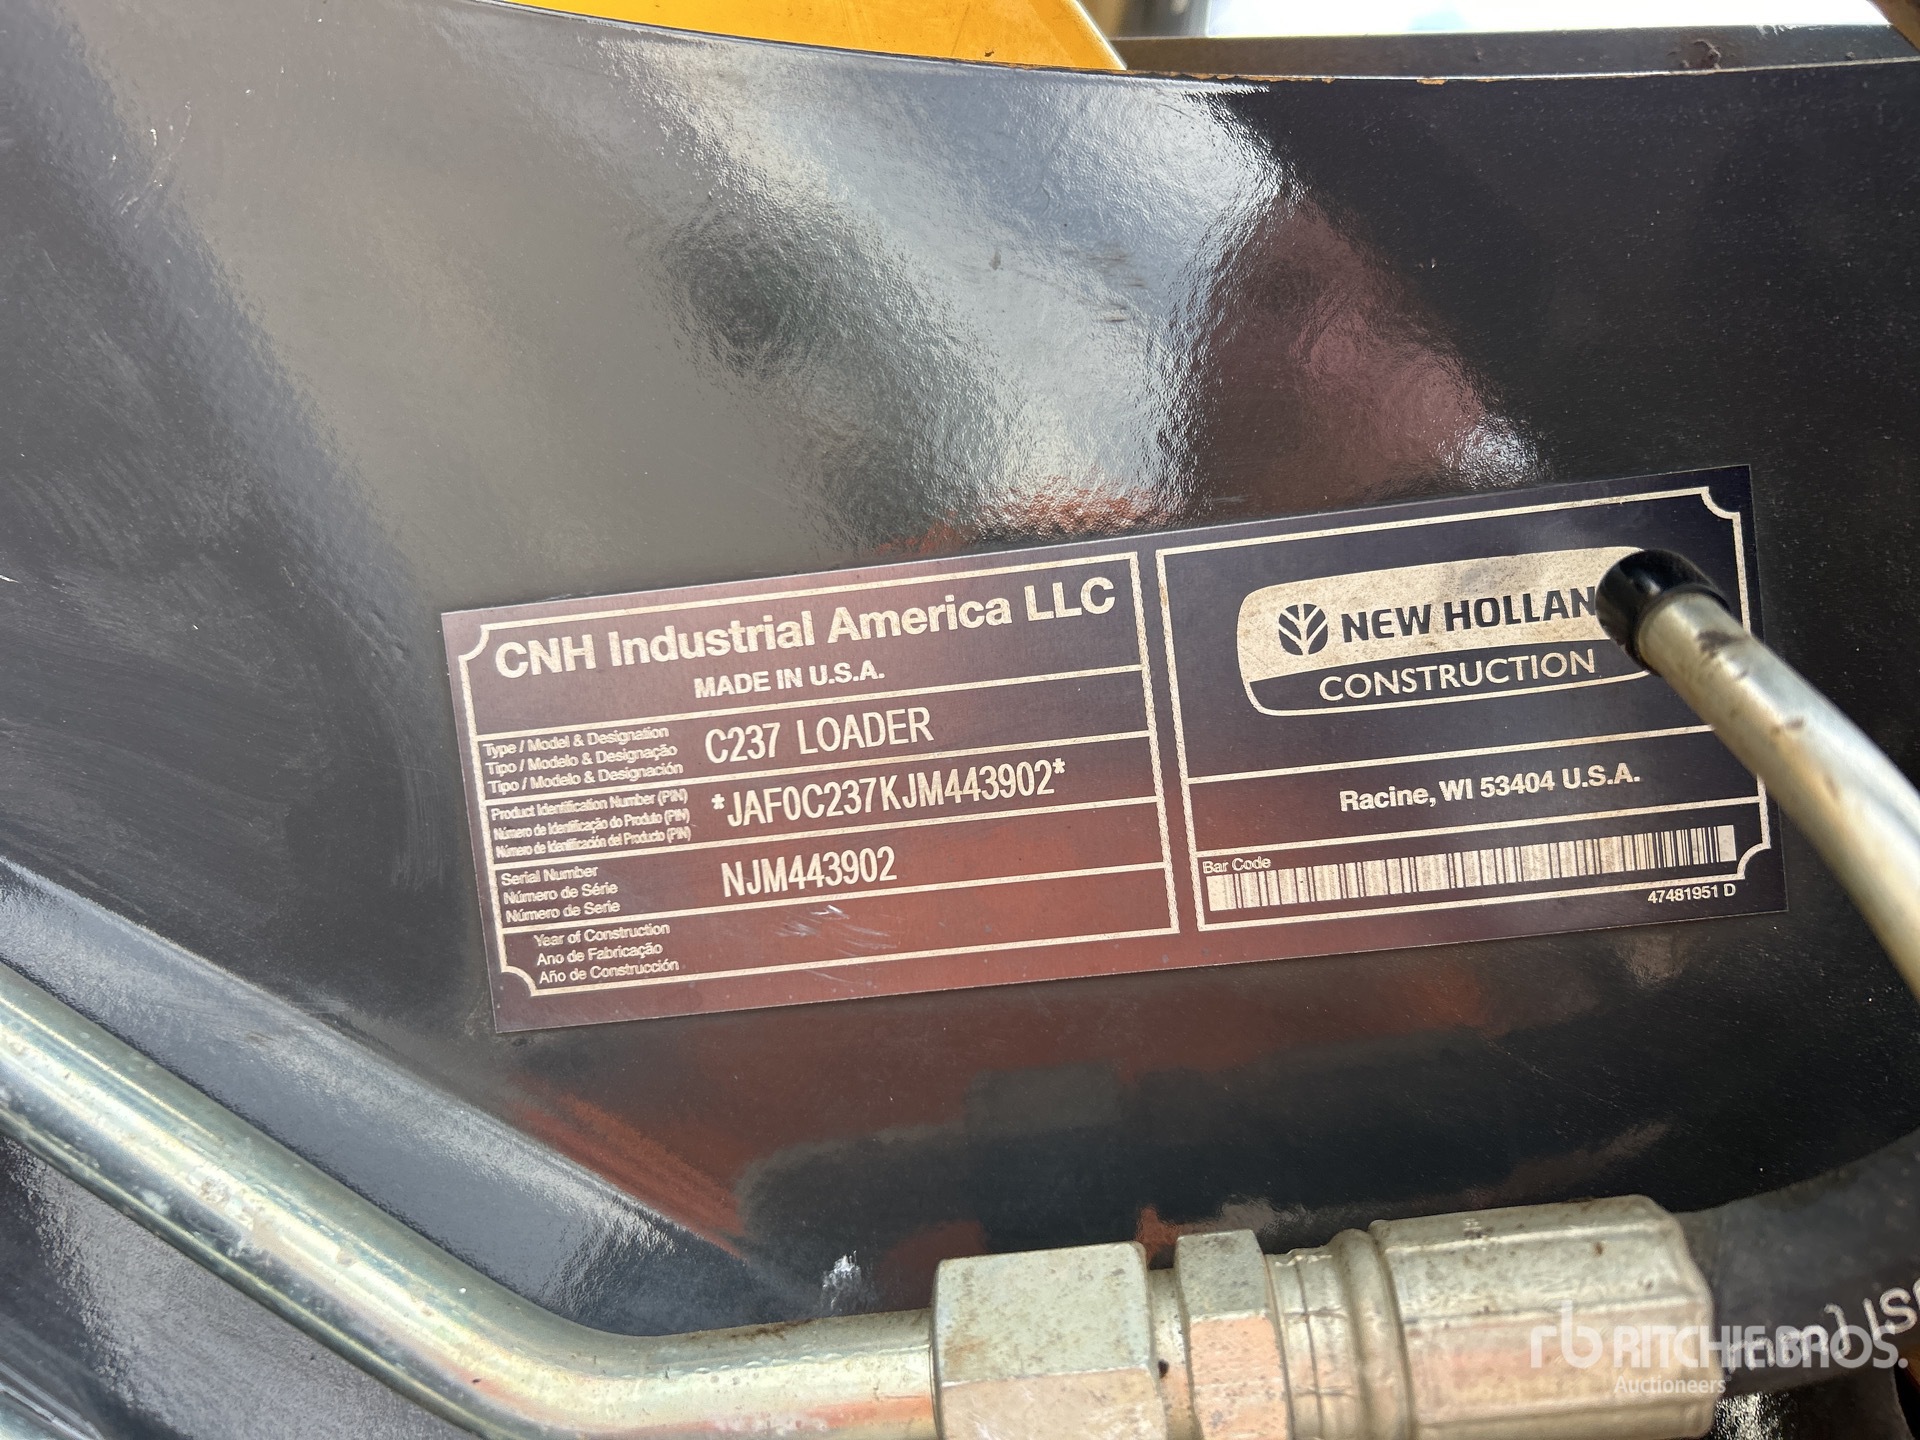 CNH Industrial America LLC
MADE IN U.S.A.
Type / Model & Designation
Tipo / Modelo & Designação
Tipo / Modelo & Designación
C237 LOADER
Product Identification Number (PIN)
Número de Identificação do Produto (PIN)
Número de Identificación del Producto (PIN)
*JAF0C237KJM443902*
Serial Number
Número de Série
Número de Serie
NJM443902
Year of Construction
Ano de Fabricação
Año de Construcción
NEW HOLLAN
CONSTRUCTION
Racine, WI 53404 U.S.A.
Bar Code
47481951 D
rb RITCHIE BROS.
Auctioneers